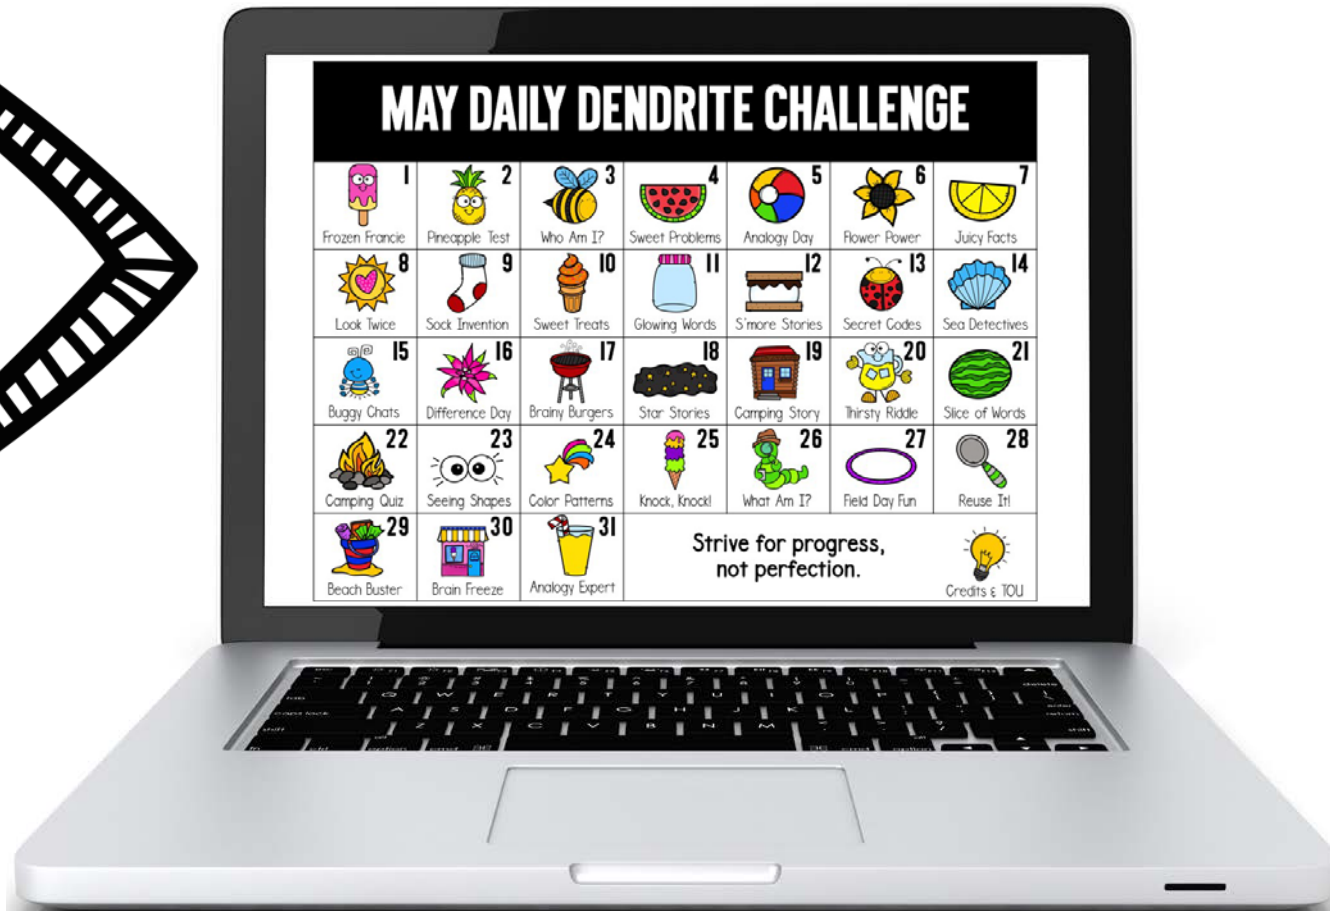 MAY DAILY DENDRITE CHALLENGE
1 2 3 4 5 6 7
Frozen Francie Pineapple Test Who Am I? Sweet Problems Analogy Day Flower Power Juicy Facts
8 9 10 11 12 13 14
Look Twice Sock Invention Sweet Treats Glowing Words S'more Stories Secret Codes Sea Detectives
15 16 17 18 19 20 21
Buggy Chats Difference Day Brainy Burgers Star Stories Camping Story Thirsty Riddle Slice of Words
22 23 24 25 26 27 28
Camping Quiz Seeing Shapes Color Patterns Knock, Knock! What Am I? Field Day Fun Reuse It!
29 30 31
Strive for progress,
not perfection.
Beach Buster Brain Freeze Analogy Expert Credits & TOU
Q W E R T Y U I
caps lock A S D F G H J K L
shift Z X C V B N M shift